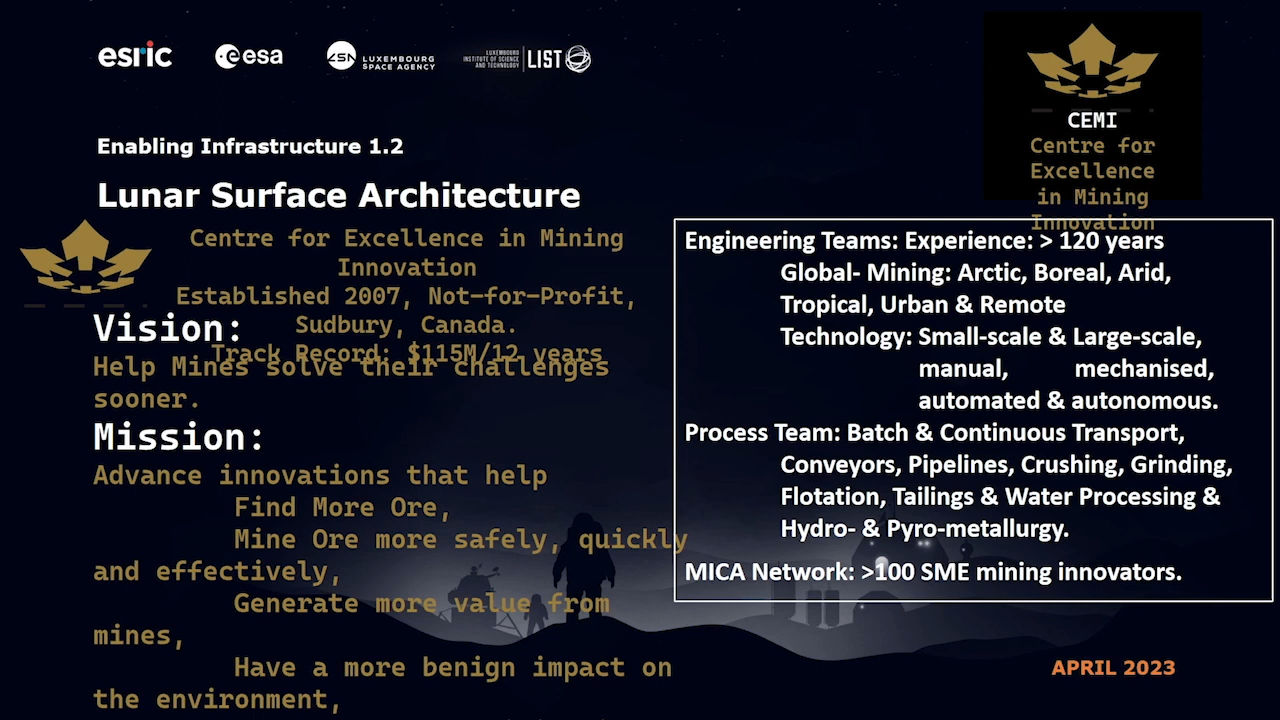 esric
esa
LSA LUXEMBOURG SPACE AGENCY
LUXEMBOURG INSTITUTE OF SCIENCE AND TECHNOLOGY LIST
CEMI
Centre for
Excellence
in Mining
Innovation
Enabling Infrastructure 1.2
Lunar Surface Architecture
Centre for Excellence in Mining
Innovation
Established 2007, Not-for-Profit,
Sudbury, Canada.
Track Record: $115M/12 years
Vision:
Help Mines solve their challenges
sooner.
Mission:
Advance innovations that help
Find More Ore,
Mine Ore more safely, quickly
and effectively,
Generate more value from
mines,
Have a more benign impact on
the environment,
Engineering Teams: Experience: > 120 years
Global- Mining: Arctic, Boreal, Arid,
Tropical, Urban & Remote
Technology: Small-scale & Large-scale,
manual, mechanised,
automated & autonomous.
Process Team: Batch & Continuous Transport,
Conveyors, Pipelines, Crushing, Grinding,
Flotation, Tailings & Water Processing &
Hydro- & Pyro-metallurgy.
MICA Network: >100 SME mining innovators.
APRIL 2023